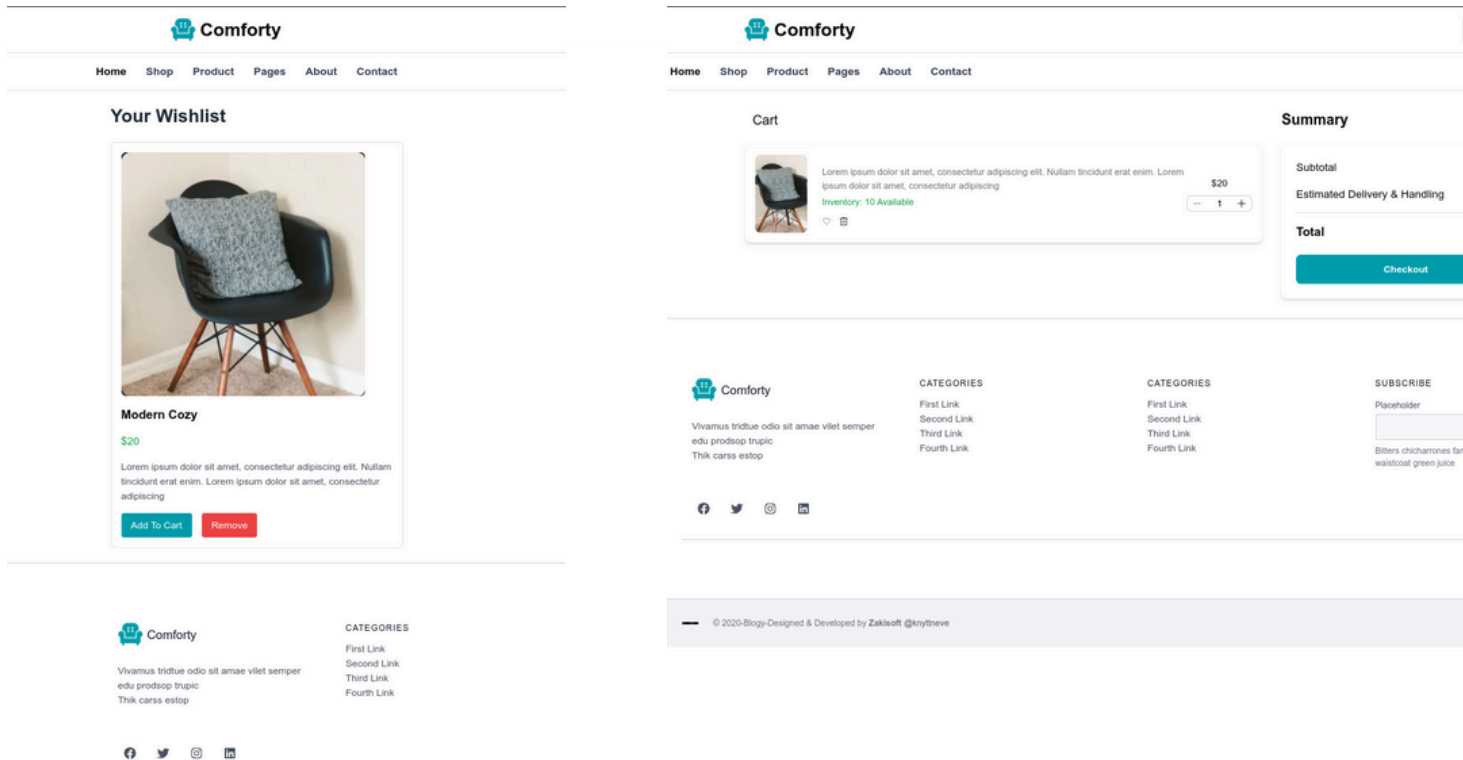 Comforty
Home Shop Product Pages About Contact
Your Wishlist
Modern Cozy
$20
Lorem ipsum dolor sit amet, consectetur adipiscing elit. Nullam
tincidunt erat enim. Lorem ipsum dolor sit amet, consectetur
adipiscing
Add To Cart
Remove
Comforty
Vivamus tridtue odio sit amae vilet semper
edu prodsop trupic
Thik carss estop
CATEGORIES
First Link
Second Link
Third Link
Fourth Link
Comforty
Home Shop Product Pages About Contact
Cart
Lorem ipsum dolor sit amet, consectetur adipiscing elit. Nullam tincidunt erat enim. Lorem
ipsum dolor sit amet, consectetur adipiscing
Inventory: 10 Available
$20
1
Summary
Subtotal
Estimated Delivery & Handling
Total
Checkout
Comforty
Vivamus tridtue odio sit amae vilet semper
edu prodsop trupic
Thik carss estop
CATEGORIES
First Link
Second Link
Third Link
Fourth Link
CATEGORIES
First Link
Second Link
Third Link
Fourth Link
SUBSCRIBE
Placeholder
Bitters chicharrones
waistcoat green juice
© 2020-Blogy-Designed & Developed by Zakisoft @knyttneve